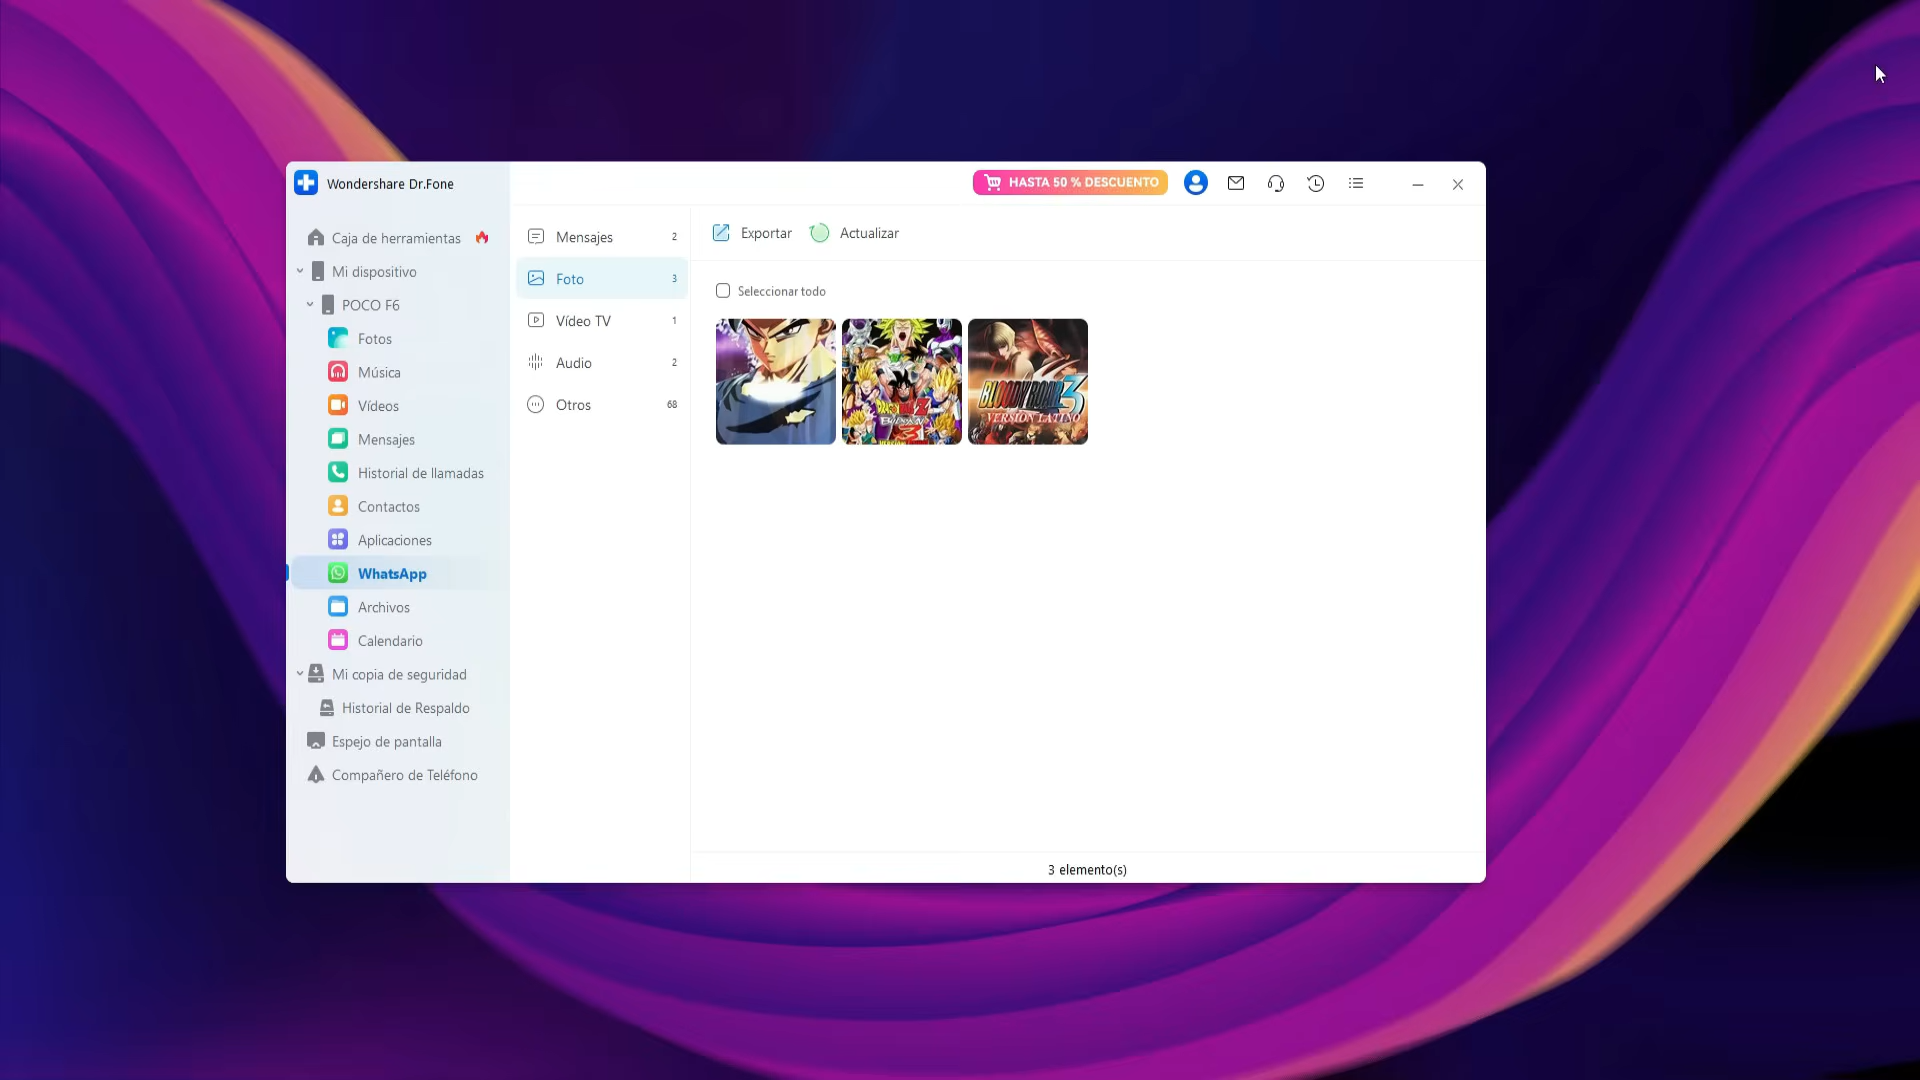 Wondershare Dr.Fone
HASTA 50 % DESCUENTO
Caja de herramientas
Mi dispositivo
POCO F6
Fotos
Música
Vídeos
Mensajes
Historial de llamadas
Contactos
Aplicaciones
WhatsApp
Archivos
Calendario
Mi copia de seguridad
Historial de Respaldo
Espejo de pantalla
Compañero de Teléfono
Mensajes 2
Foto 3
Vídeo TV 1
Audio 2
Otros 68
Exportar Actualizar
Seleccionar todo
BLOODY ROAR 3
VERSION LATINO
3 elemento(s)